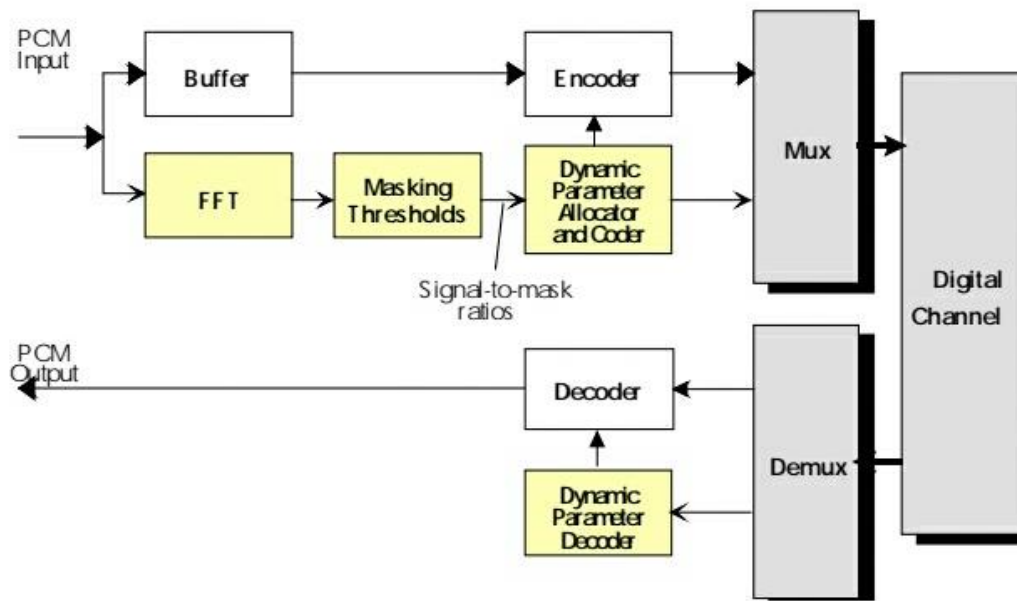 PCM
Input
Buffer
Encoder
Mux
FFT
Masking
Thresholds
Dynamic
Parameter
Allocator
and Coder
Signal-to-mask
ratios
Digital
Channel
PCM
Output
Decoder
Demux
Dynamic
Parameter
Decoder